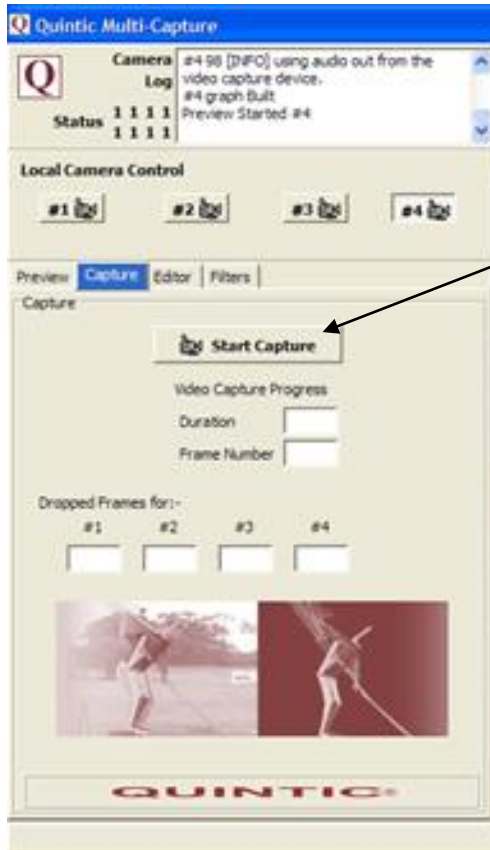 Quintic Multi-Capture
Q
Camera Log
#4 98 [INFO] using audio out from the
video capture device.
#4 graph Built
Preview Started #4
Status 1 1 1 1
1 1 1 1
Local Camera Control
#1 #2 #3 #4
Preview Capture Editor Filters
Capture
Start Capture
Video Capture Progress
Duration
Frame Number
Dropped Frames for:-
#1 #2 #3 #4
QUINTIC®